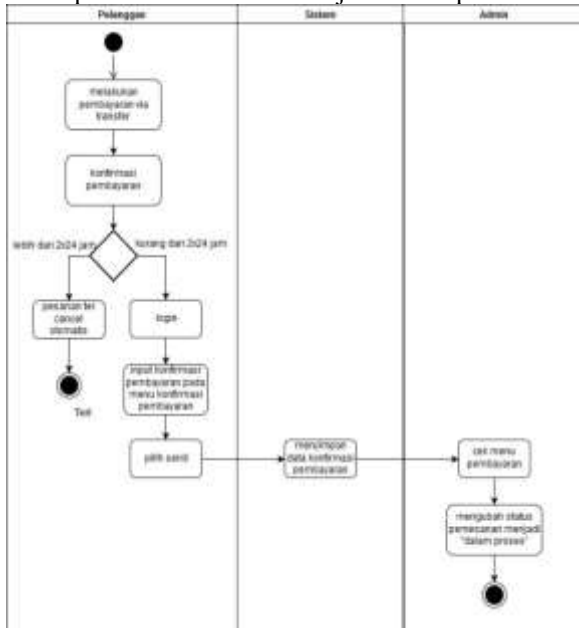 Pelanggan
Sistem
Admin
melakukan
pembayaran via
transfer
konfirmasi
pembayaran
lebih dari 2x24 jam
kurang dari 2x24 jam
pesanan ter
cancel
otomatis
login
input konfirmasi
pembayaran pada
menu konfirmasi
pembayaran
Text
pilih send
menyimpan
data konfirmasi
pembayaran
cek menu
pembayaran
mengubah status
pemesanan menjadi
"dalam proses"